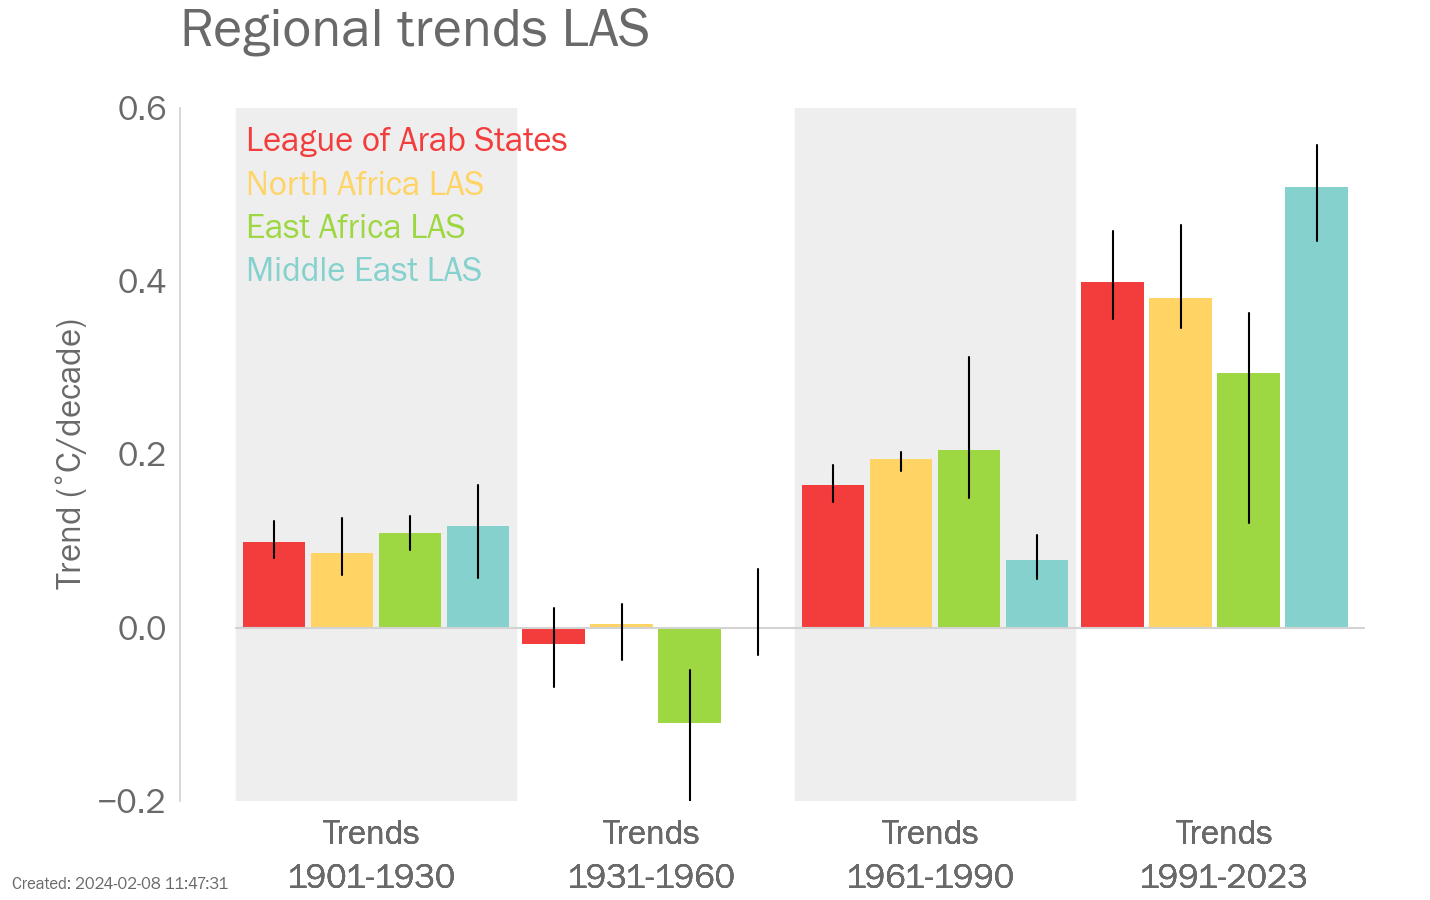 Regional trends LAS
0.6
0.4
0.2
0.0
−0.2
Trend (˚C/decade)
League of Arab States
North Africa LAS
East Africa LAS
Middle East LAS
Trends
1901-1930
Trends
1931-1960
Trends
1961-1990
Trends
1991-2023
Created: 2024-02-08 11:47:31